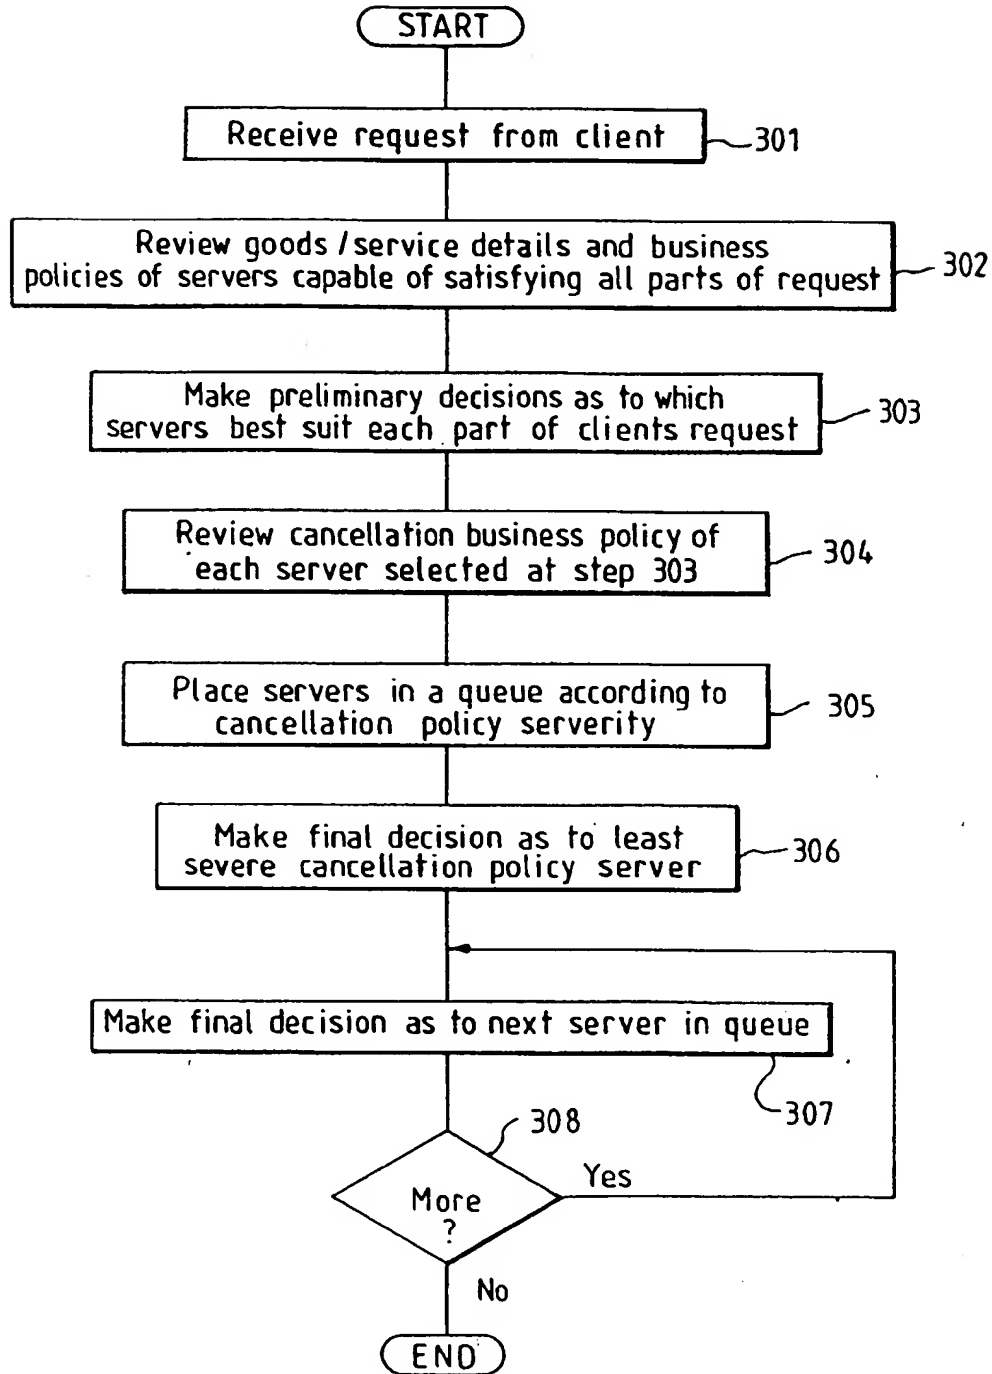 START
Receive request from client
301
Review goods / service details and business
policies of servers capable of satisfying all parts of request
302
Make preliminary decisions as to which
servers best suit each part of clients request
303
Review cancellation business policy of
each server selected at step 303
304
Place servers in a queue according to
cancellation policy serverity
305
Make final decision as to least
severe cancellation policy server
306
Make final decision as to next server in queue
307
308
More
?
Yes
No
END